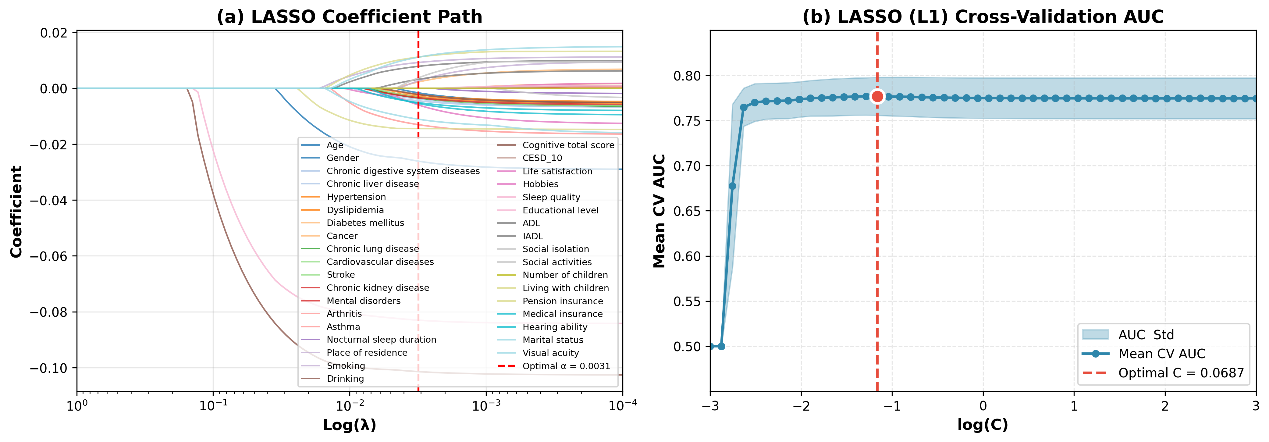 (a) LASSO Coefficient Path
0.02
0.00
−0.02
−0.04
−0.06
−0.08
−0.10
Coefficient
Age
Gender
Chronic digestive system diseases
Chronic liver disease
Hypertension
Dyslipidemia
Diabetes mellitus
Cancer
Chronic lung disease
Cardiovascular diseases
Stroke
Chronic kidney disease
Mental disorders
Arthritis
Asthma
Nocturnal sleep duration
Place of residence
Smoking
Drinking
Cognitive total score
CESD_10
Life satisfaction
Hobbies
Sleep quality
Educational level
ADL
IADL
Social isolation
Social activities
Number of children
Living with children
Pension insurance
Medical insurance
Hearing ability
Marital status
Visual acuity
Optimal α = 0.0031
10⁰ 10⁻¹ 10⁻² 10⁻³ 10⁻⁴
Log(λ)
(b) LASSO (L1) Cross-Validation AUC
0.80
0.75
0.70
0.65
0.60
0.55
0.50
Mean CV AUC
AUC Std
Mean CV AUC
Optimal C = 0.0687
−3 −2 −1 0 1 2 3
log(C)